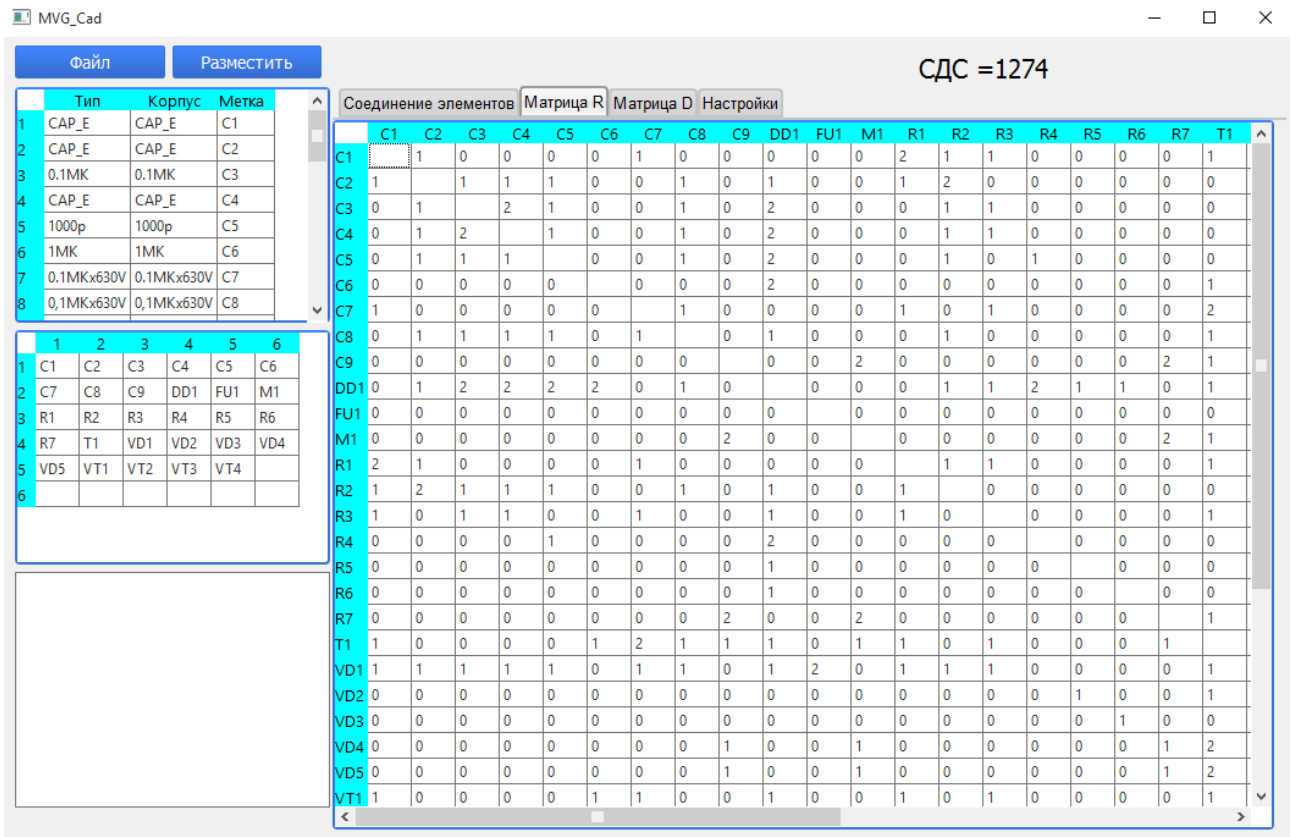 MVG_Cad
Файл Разместить
СДС =1274
Тип Корпус Метка
1 CAP_E CAP_E C1
2 CAP_E CAP_E C2
3 0.1МК 0.1МК C3
4 CAP_E CAP_E C4
5 1000р 1000р C5
6 1МК 1МК C6
7 0.1МКх630V 0.1МКх630V C7
8 0,1МКх630V 0,1МКх630V C8
1 2 3 4 5 6
1 C1 C2 C3 C4 C5 C6
2 C7 C8 C9 DD1 FU1 M1
3 R1 R2 R3 R4 R5 R6
4 R7 T1 VD1 VD2 VD3 VD4
5 VD5 VT1 VT2 VT3 VT4
6
Соединение элементов Матрица R Матрица D Настройки
C1 C2 C3 C4 C5 C6 C7 C8 C9 DD1 FU1 M1 R1 R2 R3 R4 R5 R6 R7 T1
C1 1 0 0 0 0 1 0 0 0 0 0 2 1 1 0 0 0 0 1
C2 1 1 1 1 0 0 1 0 1 0 0 1 2 0 0 0 0 0 0
C3 0 1 2 1 0 0 1 0 2 0 0 0 1 1 0 0 0 0 0
C4 0 1 2 1 0 0 1 0 2 0 0 0 1 1 0 0 0 0 0
C5 0 1 1 1 0 0 1 0 2 0 0 0 1 0 1 0 0 0 0
C6 0 0 0 0 0 0 0 0 2 0 0 0 0 0 0 0 0 0 1
C7 1 0 0 0 0 0 1 0 0 0 0 1 0 1 0 0 0 0 2
C8 0 1 1 1 1 0 1 0 1 0 0 0 1 0 0 0 0 0 1
C9 0 0 0 0 0 0 0 0 0 0 2 0 0 0 0 0 0 2 1
DD1 0 1 2 2 2 2 0 1 0 0 0 0 1 1 2 1 1 0 1
FU1 0 0 0 0 0 0 0 0 0 0 0 0 0 0 0 0 0 0 0
M1 0 0 0 0 0 0 0 0 2 0 0 0 0 0 0 0 0 2 1
R1 2 1 0 0 0 0 1 0 0 0 0 0 1 1 0 0 0 0 1
R2 1 2 1 1 1 0 0 1 0 1 0 0 1 0 0 0 0 0 0
R3 1 0 1 1 0 0 1 0 0 1 0 0 1 0 0 0 0 0 1
R4 0 0 0 0 1 0 0 0 0 2 0 0 0 0 0 0 0 0 0
R5 0 0 0 0 0 0 0 0 0 1 0 0 0 0 0 0 0 0 0
R6 0 0 0 0 0 0 0 0 0 1 0 0 0 0 0 0 0 0 0
R7 0 0 0 0 0 0 0 0 2 0 0 2 0 0 0 0 0 0 1
T1 1 0 0 0 0 1 2 1 1 1 0 1 1 0 1 0 0 0 1
VD1 1 1 1 1 1 0 1 1 0 1 2 0 1 1 1 0 0 0 0 1
VD2 0 0 0 0 0 0 0 0 0 0 0 0 0 0 0 0 1 0 0 1
VD3 0 0 0 0 0 0 0 0 0 0 0 0 0 0 0 0 0 1 0 0
VD4 0 0 0 0 0 0 0 0 1 0 0 1 0 0 0 0 0 0 1 2
VD5 0 0 0 0 0 0 0 0 1 0 0 1 0 0 0 0 0 0 1 2
VT1 1 0 0 0 0 1 1 0 0 1 0 0 1 0 1 0 0 0 0 1